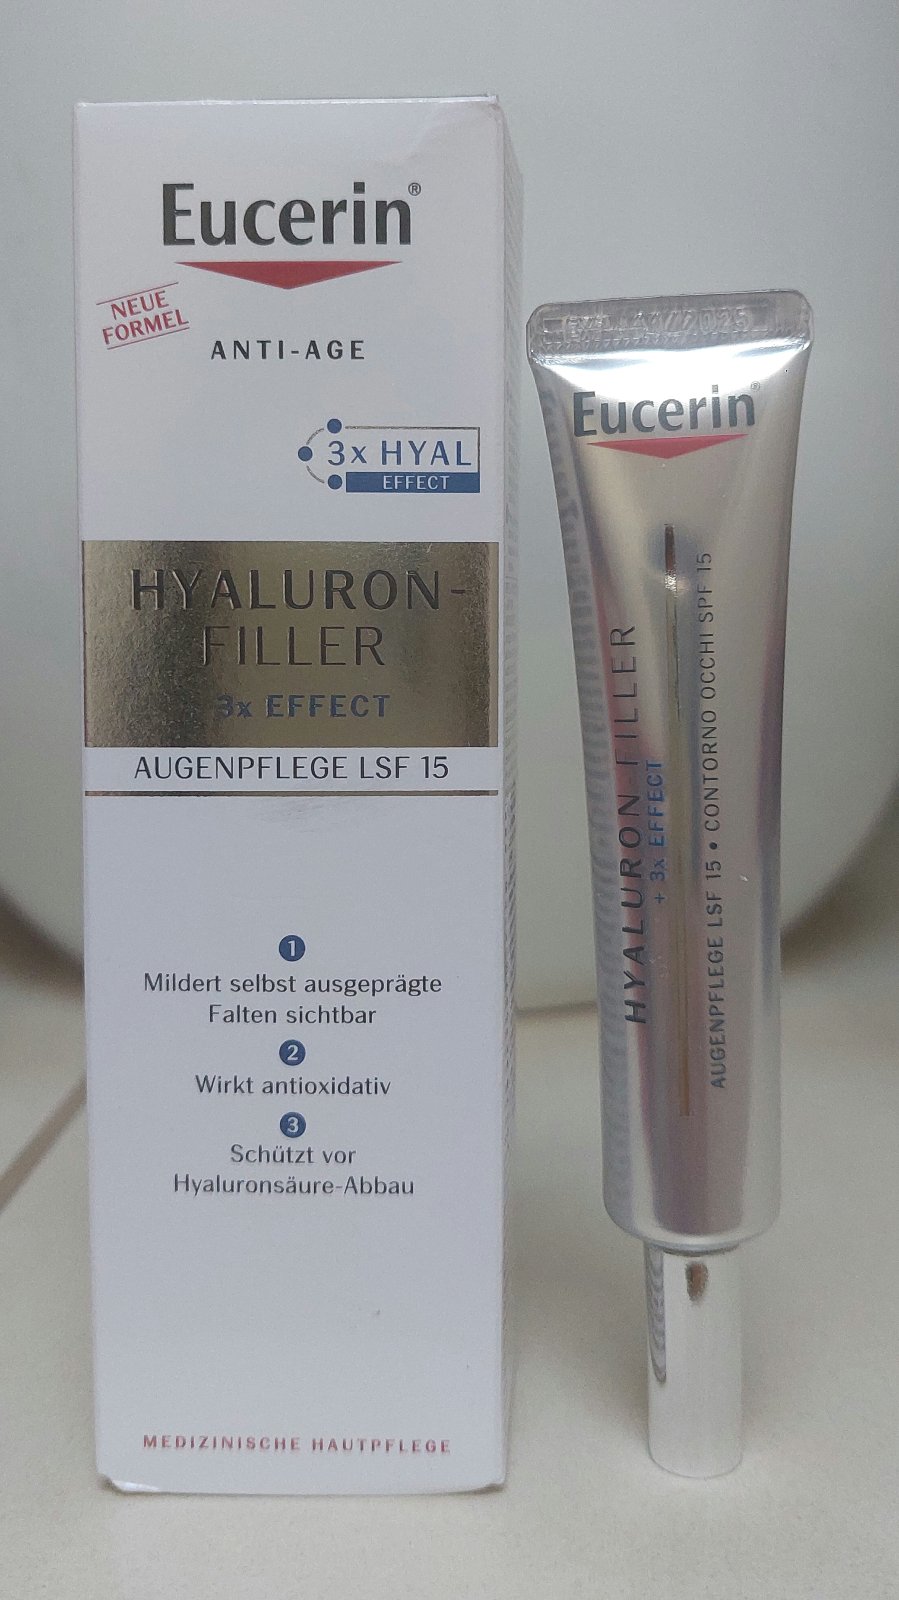 Eucerin®
NEUE
FORMEL
ANTI-AGE
3x HYAL
EFFECT
HYALURON-
FILLER
3x EFFECT
AUGENPFLEGE LSF 15
1
Mildert selbst ausgeprägte
Falten sichtbar
2
Wirkt antioxidativ
3
Schützt vor
Hyaluronsäure-Abbau
MEDIZINISCHE HAUTPFLEGE
Eucerin®
HYALURON-FILLER
+ 3x EFFECT
AUGENPFLEGE LSF 15 • CONTORNO OCCHI SPF 15